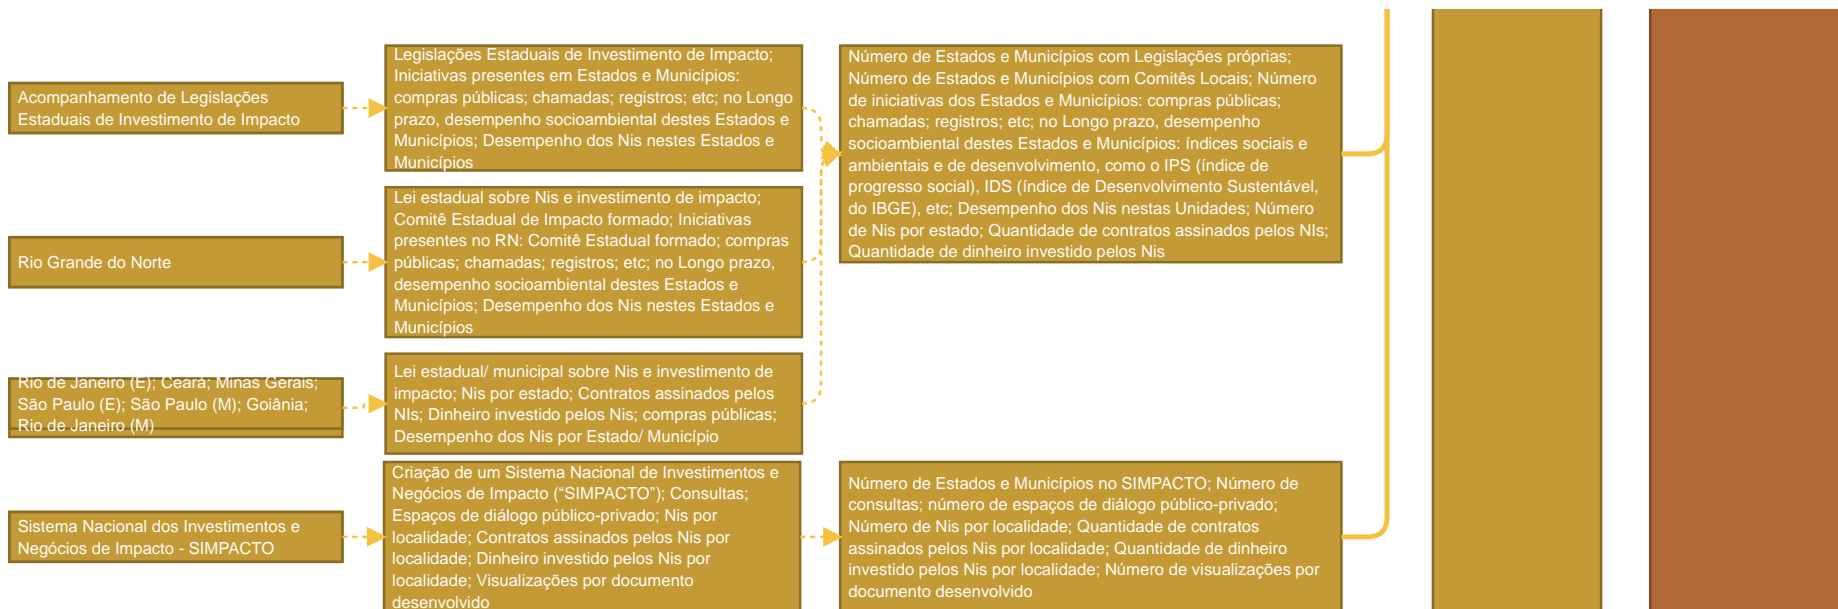 Acompanhamento de Legislações
Estaduais de Investimento de Impacto
Legislações Estaduais de Investimento de Impacto;
Iniciativas presentes em Estados e Municípios:
compras públicas; chamadas; registros; etc; no Longo
prazo, desempenho socioambiental destes Estados e
Municípios; Desempenho dos Nis nestes Estados e
Municípios
Número de Estados e Municípios com Legislações próprias;
Número de Estados e Municípios com Comitês Locais; Número
de iniciativas dos Estados e Municípios: compras públicas;
chamadas; registros; etc; no Longo prazo, desempenho
socioambiental destes Estados e Municípios: índices sociais e
ambientais e de desenvolvimento, como o IPS (índice de
progresso social), IDS (índice de Desenvolvimento Sustentável,
do IBGE), etc; Desempenho dos Nis nestas Unidades; Número
de Nis por estado; Quantidade de contratos assinados pelos NIs;
Quantidade de dinheiro investido pelos Nis
Rio Grande do Norte
Lei estadual sobre Nis e investimento de impacto;
Comitê Estadual de Impacto formado; Iniciativas
presentes no RN: Comitê Estadual formado; compras
públicas; chamadas; registros; etc; no Longo prazo,
desempenho socioambiental destes Estados e
Municípios; Desempenho dos Nis nestes Estados e
Municípios
Rio de Janeiro (E); Ceará; Minas Gerais;
São Paulo (E); São Paulo (M); Goiânia;
Rio de Janeiro (M)
Lei estadual/ municipal sobre Nis e investimento de
impacto; Nis por estado; Contratos assinados pelos
NIs; Dinheiro investido pelos Nis; compras públicas;
Desempenho dos Nis por Estado/ Município
Sistema Nacional dos Investimentos e
Negócios de Impacto - SIMPACTO
Criação de um Sistema Nacional de Investimentos e
Negócios de Impacto (“SIMPACTO”); Consultas;
Espaços de diálogo público-privado; Nis por
localidade; Contratos assinados pelos Nis por
localidade; Dinheiro investido pelos Nis por
localidade; Visualizações por documento
desenvolvido
Número de Estados e Municípios no SIMPACTO; Número de
consultas; número de espaços de diálogo público-privado;
Número de Nis por localidade; Quantidade de contratos
assinados pelos Nis por localidade; Quantidade de dinheiro
investido pelos Nis por localidade; Número de visualizações por
documento desenvolvido